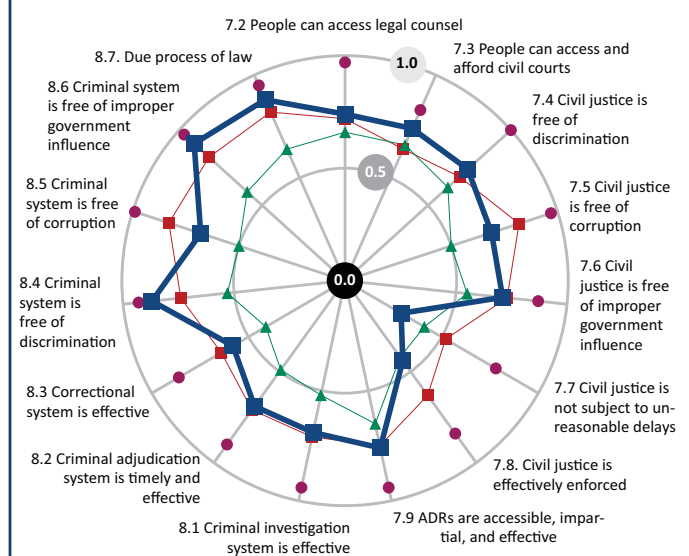 7.2 People can access legal counsel
7.3 People can access and
afford civil courts
7.4 Civil justice is
free of
discrimination
7.5 Civil justice
is free of
corruption
7.6 Civil
justice is free
of improper
government
influence
7.7 Civil justice is
not subject to un-
reasonable delays
7.8. Civil justice is
effectively enforced
7.9 ADRs are accessible, impar-
tial, and effective
8.1 Criminal investigation
system is effective
8.2 Criminal adjudication
system is timely and
effective
8.3 Correctional
system is effective
8.4 Criminal
system is
free of
discrimination
8.5 Criminal
system is free
of corruption
8.6 Criminal system
is free of improper
government
influence
8.7. Due process of law
1.0
0.5
0.0